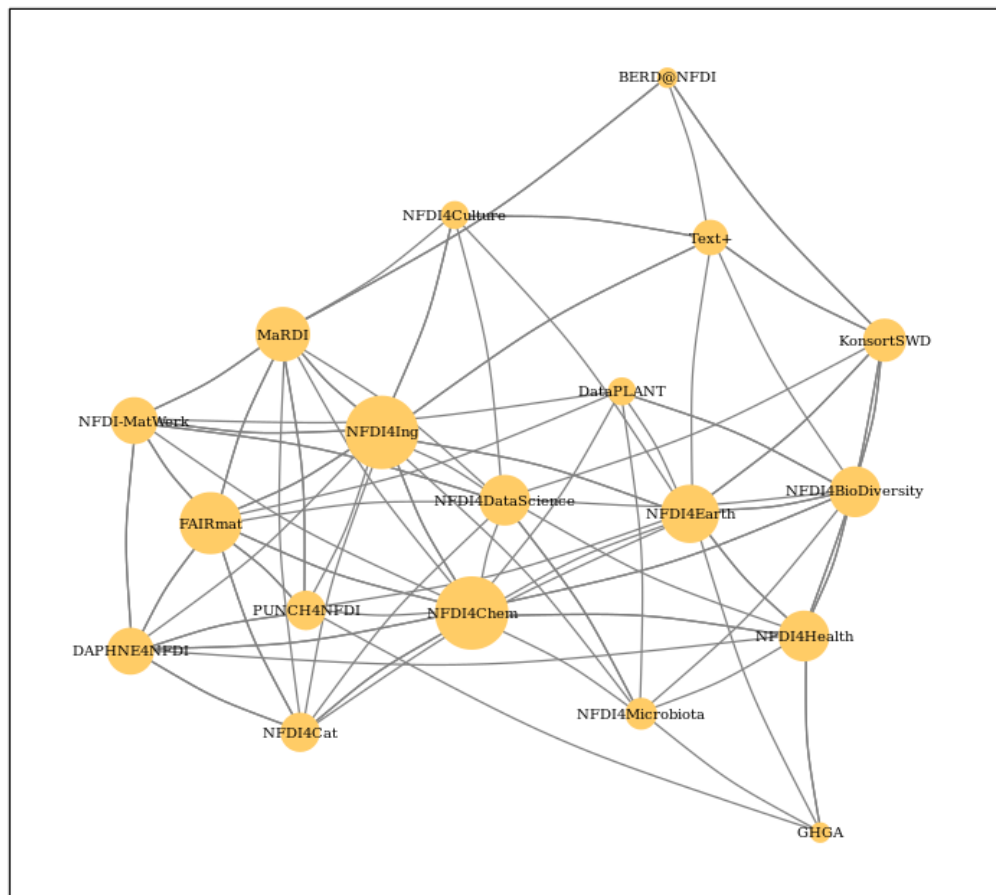 BERD@NFDI
NFDI4Culture
Text+
MaRDI
KonsortSWD
DataPLANT
NFDI-MatWerk
NFDI4Ing
NFDI4BioDiversity
NFDI4DataScience
NFDI4Earth
FAIRmat
PUNCH4NFDI
NFDI4Chem
NFDI4Health
DAPHNE4NFDI
NFDI4Microbiota
NFDI4Cat
GHGA